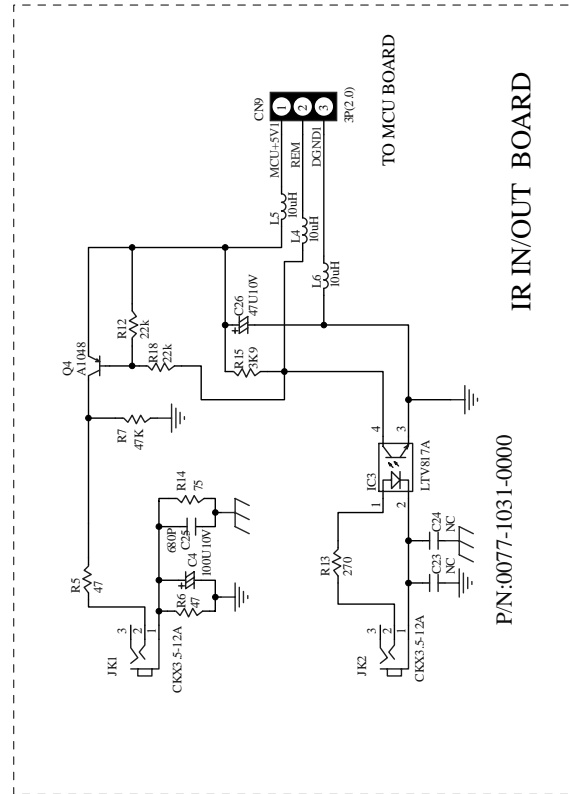 JK1
3
2
1
CKX3.5-12A
R5
47
R6
47
C4
100U10V
+
680P
C25
R14
75
R7
47K
Q4
A1048
R12
22k
R18
22k
R15
3K9
C26
47U10V
+
L5
10uH
L4
10uH
L6
10uH
MCU+5V1
REM
DGND1
CN9
1
2
3
3P(2.0)
TO MCU BOARD
JK2
3
2
1
CKX3.5-12A
R13
270
C23
NC
C24
NC
IC3
1
2
4
3
LTV817A
P/N:0077-1031-0000
IR IN/OUT BOARD